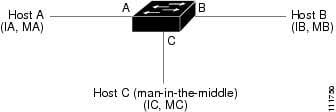 Host A
(IA, MA)
A
B
C
Host B
(IB, MB)
Host C (man-in-the-middle)
(IC, MC)
111750